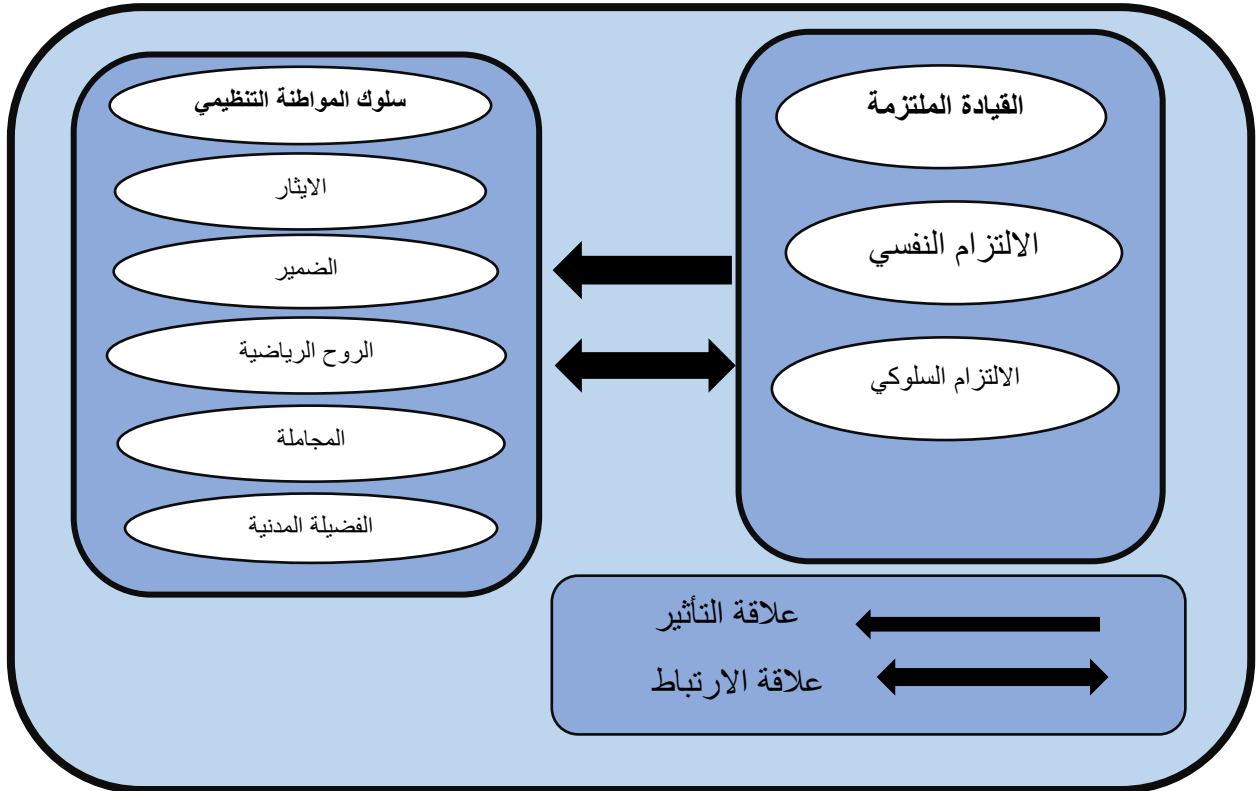 القيادة الملتزمة
الالتزام النفسي
الالتزام السلوكي
سلوك المواطنة التنظيمي
الايثار
الضمير
الروح الرياضية
المجاملة
الفضيلة المدنية
علاقة التأثير
علاقة الارتباط